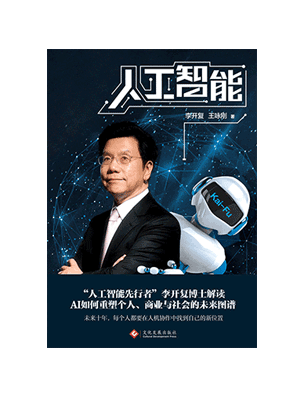 人工智能
李开复 王咏刚 著
Kai-Fu
“人工智能先行者”李开复博士解读
AI如何重塑个人、商业与社会的未来图谱
未来十年，每个人都要在人机协作中找到自己的新位置
文化发展出版社